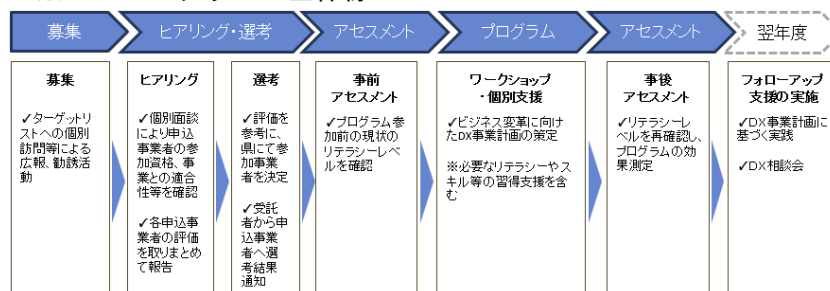 募集
ヒアリング・選考
アセスメント
プログラム
アセスメント
翌年度
募集
✓ターゲットリ
ストへの個別
訪問等による
広報、勧誘活
動
ヒアリング
✓個別面談
により申込
事業者の参
加資格、事
業との適合
性等を確認
✓各申込事
業者の評価
を取りまとめ
て報告
選考
✓評価を
参考に、
県にて参
加事業
者を決定
✓受託
者から申
込事業
者へ選
考結果
通知
事前
アセスメント
✓プログラム参
加前の現状の
リテラシーレベ
ルを確認
ワークショップ
・個別支援
✓ビジネス変革に向け
たDX事業計画の策定
※必要なリテラシーやス
キル等の習得支援を含
む
事後
アセスメント
✓リテラシーレ
ベルを再確認し、
プログラムの効
果測定
フォローアップ
支援の実施
✓DX事業計画に
基づく実践
✓DX相談会